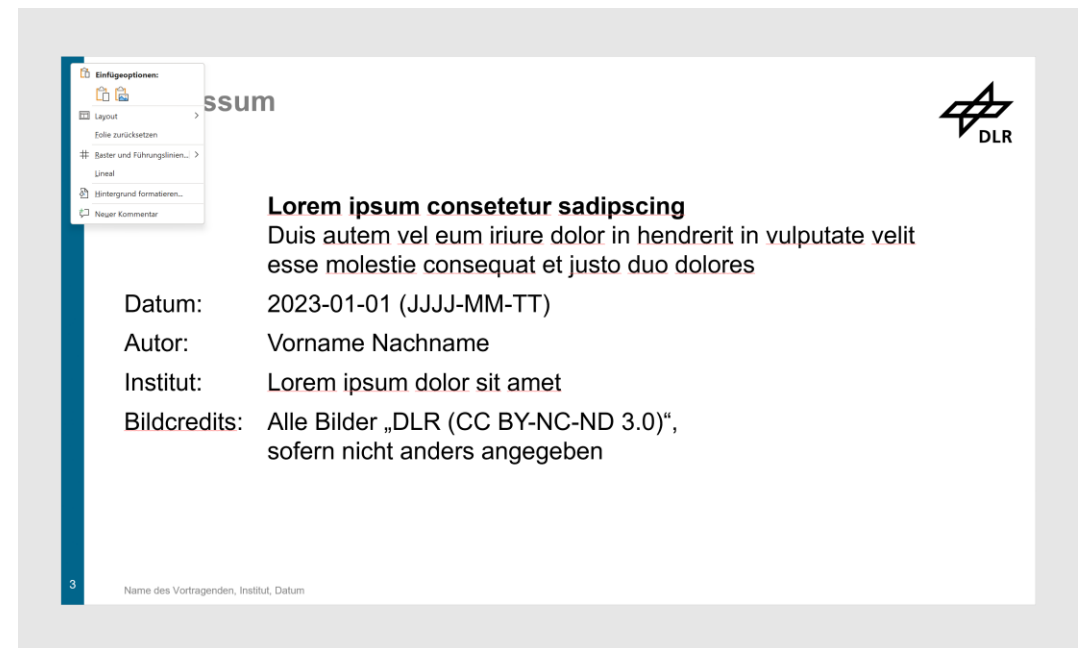 Einfügeoptionen:
Layout
Folie zurücksetzen
Raster und Führungslinien...
Lineal
Hintergrund formatieren...
Neuer Kommentar
ssum
DLR
Lorem ipsum consetetur sadipscing
Duis autem vel eum iriure dolor in hendrerit in vulputate velit
esse molestie consequat et justo duo dolores
Datum: 2023-01-01 (JJJJ-MM-TT)
Autor: Vorname Nachname
Institut: Lorem ipsum dolor sit amet
Bildcredits: Alle Bilder „DLR (CC BY-NC-ND 3.0)“,
sofern nicht anders angegeben
3
Name des Vortragenden, Institut, Datum